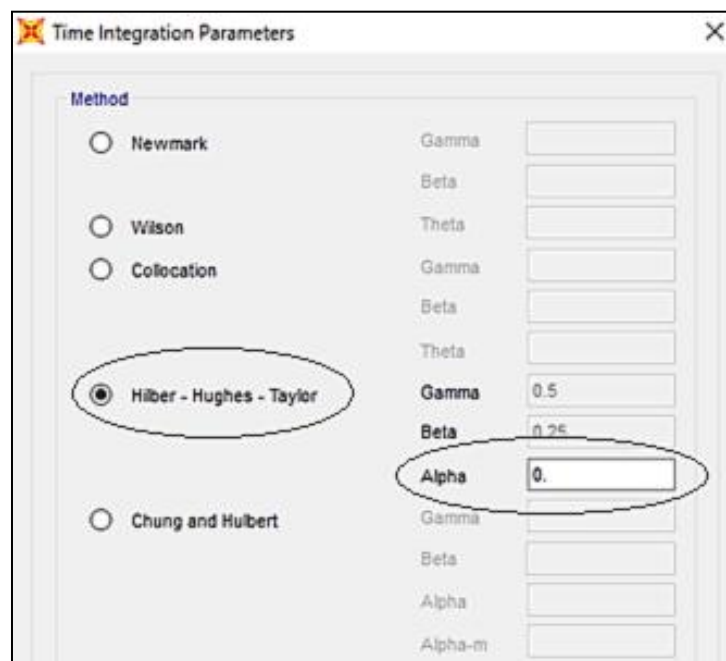 Time Integration Parameters
Method
Newmark Gamma
Beta
Wilson Theta
Collocation Gamma
Beta
Theta
Hilber - Hughes - Taylor Gamma 0.5
Beta 0.25
Alpha 0.
Chung and Hulbert Gamma
Beta
Alpha
Alpha-m